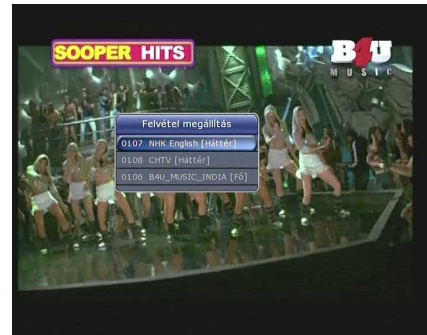 SOOPER HITS
B4U
MUSIC
Felvétel megállítás
0107 NHK English [Háttér]
0108 CHTV [Háttér]
0106 B4U_MUSIC_INDIA [Fő]